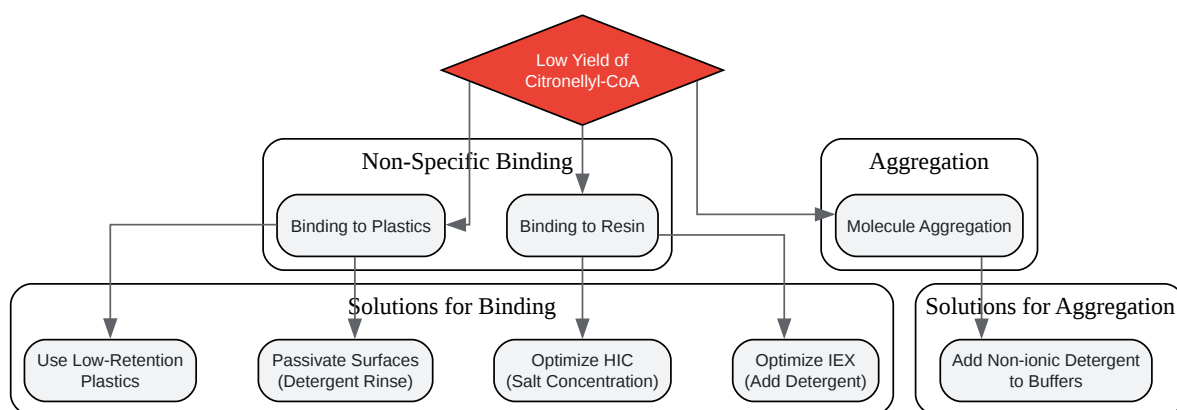 Low Yield of
Citronellyl-CoA
Non-Specific Binding
Aggregation
Binding to Plastics
Binding to Resin
Molecule Aggregation
Solutions for Binding
Solutions for Aggregation
Use Low-Retention
Plastics
Passivate Surfaces
(Detergent Rinse)
Optimize HIC
(Salt Concentration)
Optimize IEX
(Add Detergent)
Add Non-ionic Detergent
to Buffers